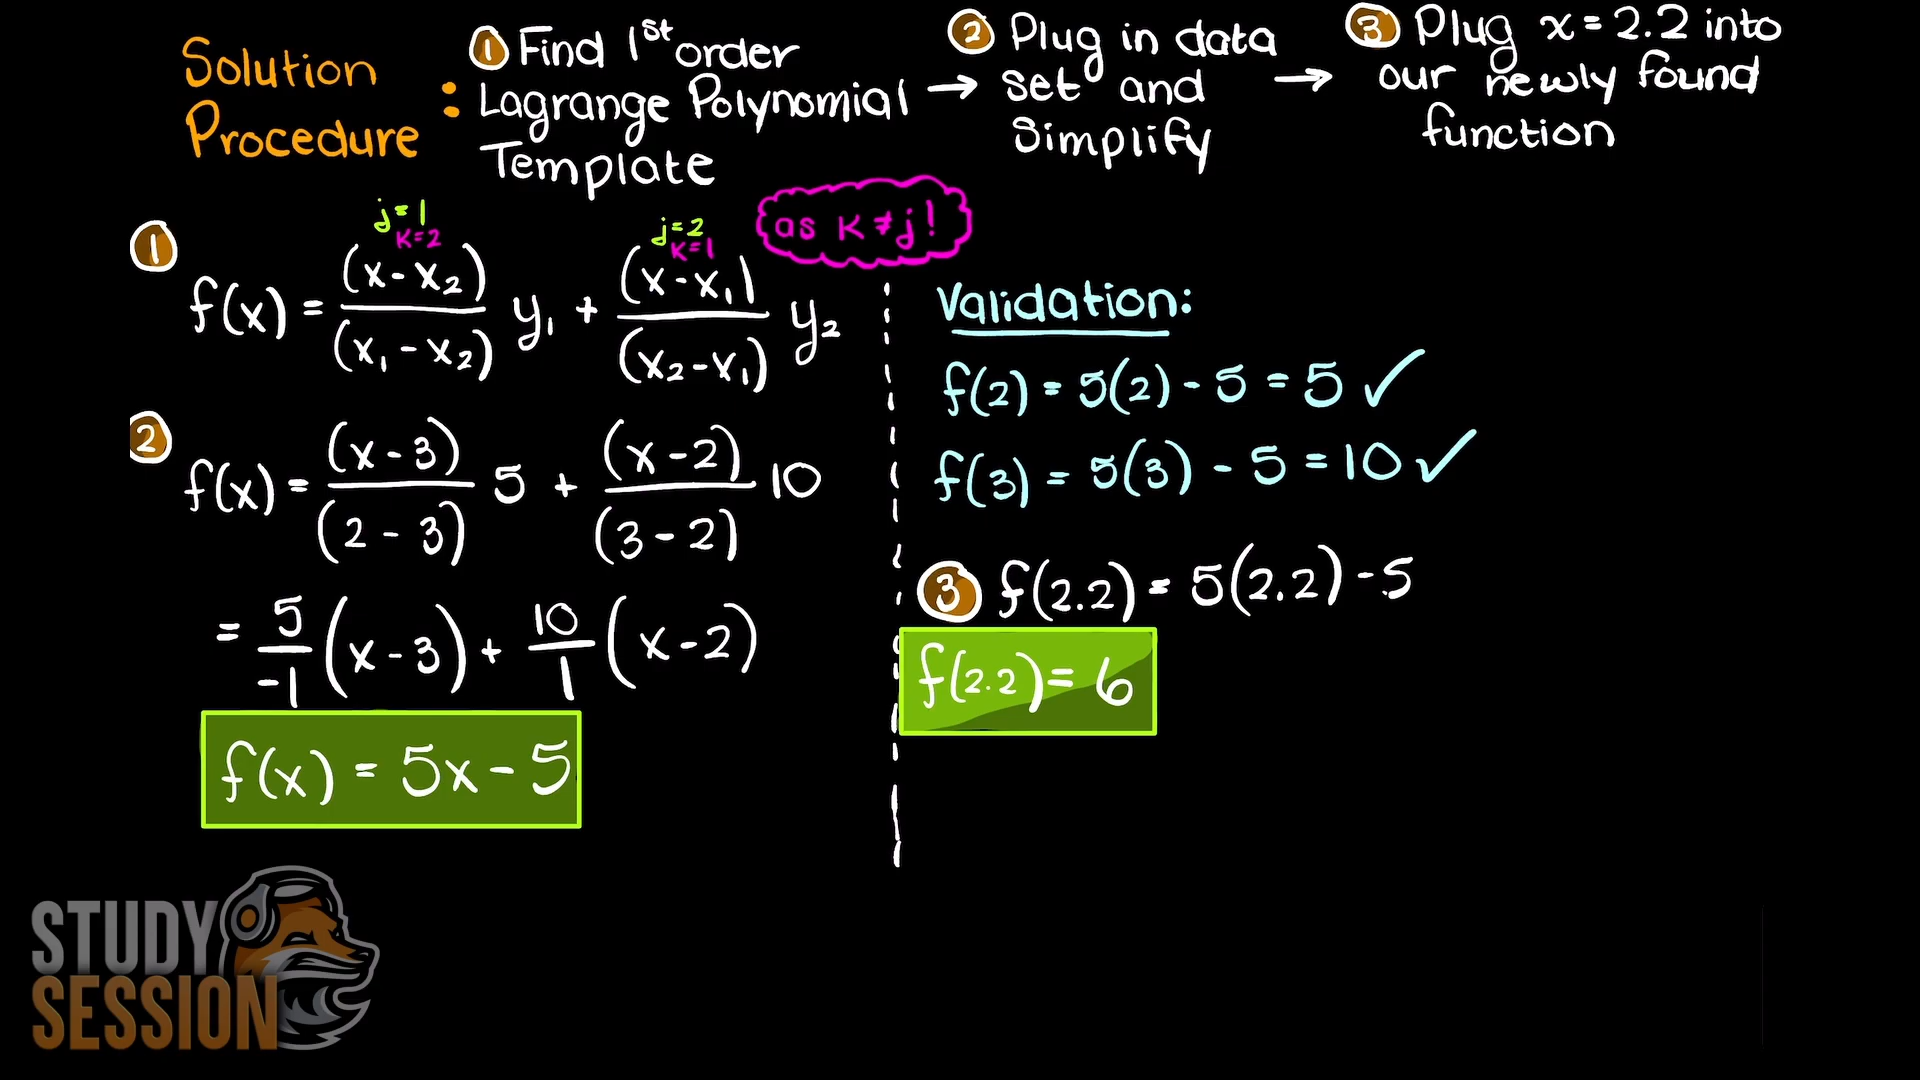 Solution Procedure :
① Find 1st order Lagrange Polynomial Template
→
② Plug in data set and Simplify
→
③ Plug x = 2.2 into our newly found function
①
j=1
k=2
j=2
k=1
as k ≠ j!
f(x) = (x - x₂)/(x₁ - x₂) y₁ + (x - x₁)/(x₂ - x₁) y₂
②
f(x) = (x - 3)/(2 - 3) 5 + (x - 2)/(3 - 2) 10
= 5/-1 (x - 3) + 10/1 (x - 2)
f(x) = 5x - 5
Validation:
f(2) = 5(2) - 5 = 5 ✓
f(3) = 5(3) - 5 = 10 ✓
③ f(2.2) = 5(2.2) - 5
f(2.2) = 6
STUDY
SESSION